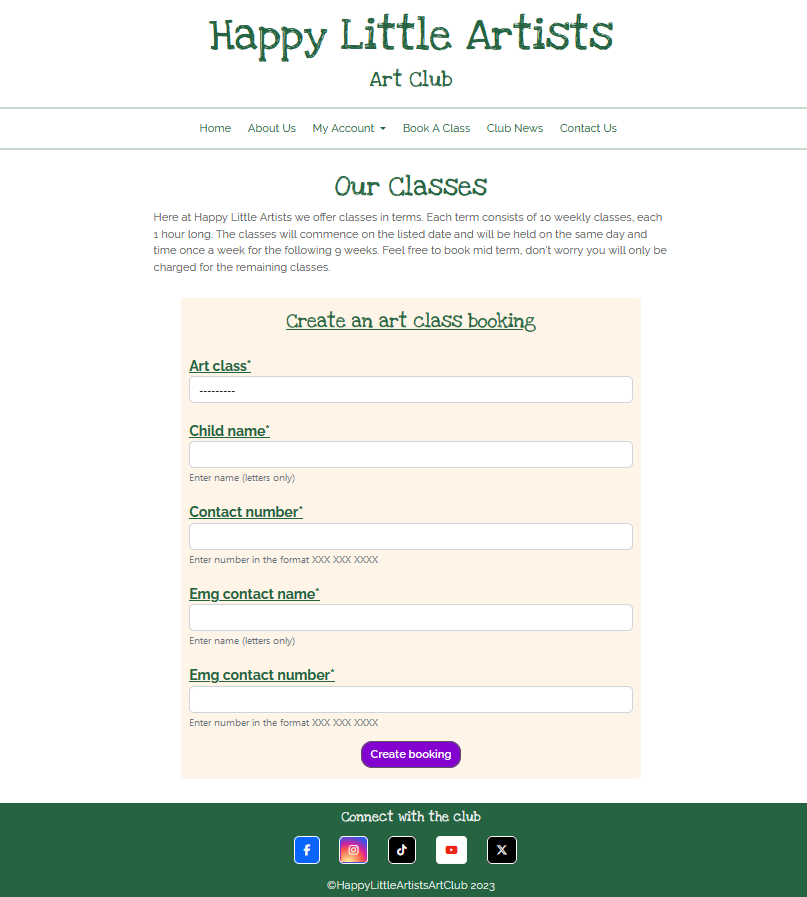 Happy Little Artists
Art Club
Home About Us My Account Book A Class Club News Contact Us
Our Classes
Here at Happy Little Artists we offer classes in terms. Each term consists of 10 weekly classes, each
1 hour long. The classes will commence on the listed date and will be held on the same day and
time once a week for the following 9 weeks. Feel free to book mid term, don't worry you will only be
charged for the remaining classes.
Create an art class booking
Art class*
---------
Child name*
Enter name (letters only)
Contact number*
Enter number in the format XXX XXX XXXX
Emg contact name*
Enter name (letters only)
Emg contact number*
Enter number in the format XXX XXX XXXX
Create booking
Connect with the club
©HappyLittleArtistsArtClub 2023